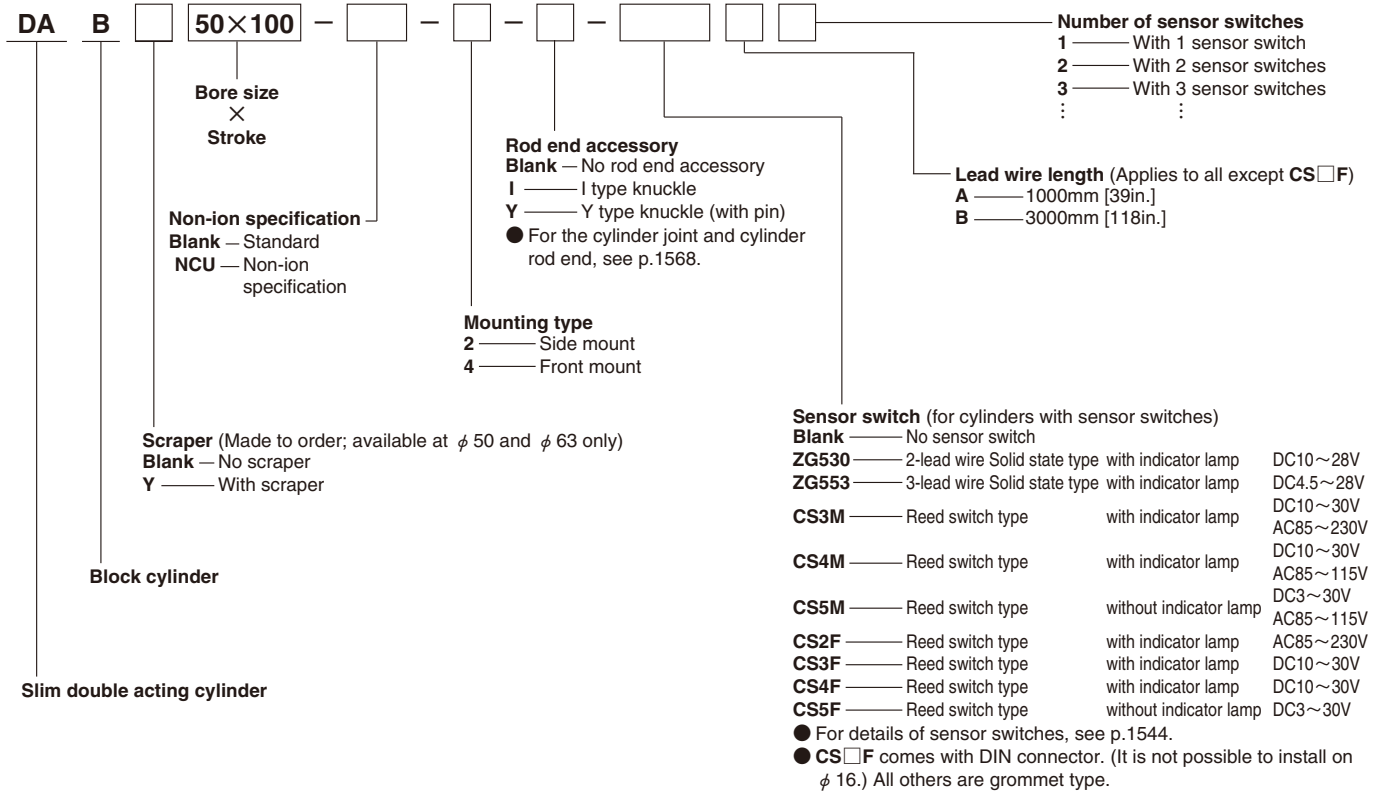 DA B □ 50×100 − □ − □ − □ − □ □ □
Number of sensor switches
1 — With 1 sensor switch
2 — With 2 sensor switches
3 — With 3 sensor switches
⋮ ⋮
Bore size
×
Stroke
Rod end accessory
Blank — No rod end accessory
I — I type knuckle
Y — Y type knuckle (with pin)
● For the cylinder joint and cylinder
rod end, see p.1568.
Lead wire length (Applies to all except CS□F)
A — 1000mm [39in.]
B — 3000mm [118in.]
Non-ion specification
Blank — Standard
NCU — Non-ion
specification
Mounting type
2 — Side mount
4 — Front mount
Scraper (Made to order; available at φ 50 and φ 63 only)
Blank — No scraper
Y — With scraper
Sensor switch (for cylinders with sensor switches)
Blank — No sensor switch
ZG530 — 2-lead wire Solid state type with indicator lamp DC10～28V
ZG553 — 3-lead wire Solid state type with indicator lamp DC4.5～28V
CS3M — Reed switch type with indicator lamp DC10～30V
AC85～230V
CS4M — Reed switch type with indicator lamp DC10～30V
AC85～115V
CS5M — Reed switch type without indicator lamp DC3～30V
AC85～115V
CS2F — Reed switch type with indicator lamp AC85～230V
CS3F — Reed switch type with indicator lamp DC10～30V
CS4F — Reed switch type with indicator lamp DC10～30V
CS5F — Reed switch type without indicator lamp DC3～30V
● For details of sensor switches, see p.1544.
● CS□F comes with DIN connector. (It is not possible to install on
φ 16.) All others are grommet type.
Block cylinder
Slim double acting cylinder